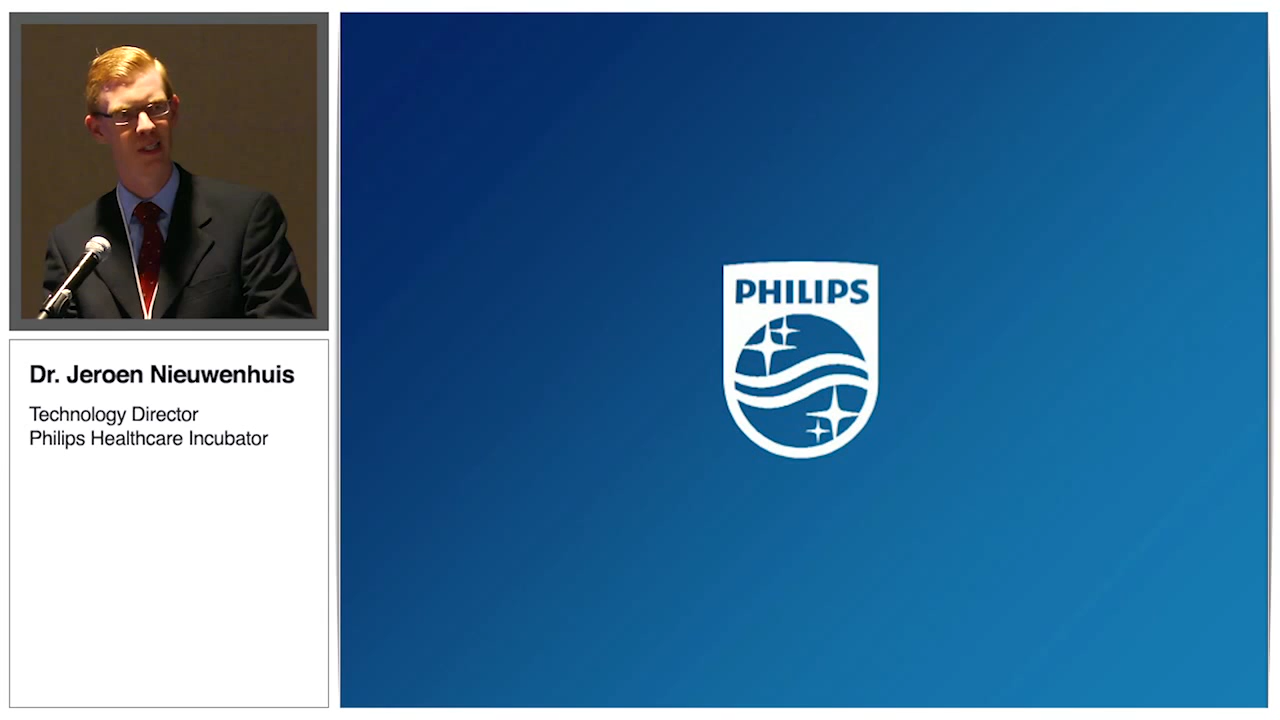 Dr. Jeroen Nieuwenhuis
Technology Director
Philips Healthcare Incubator
PHILIPS